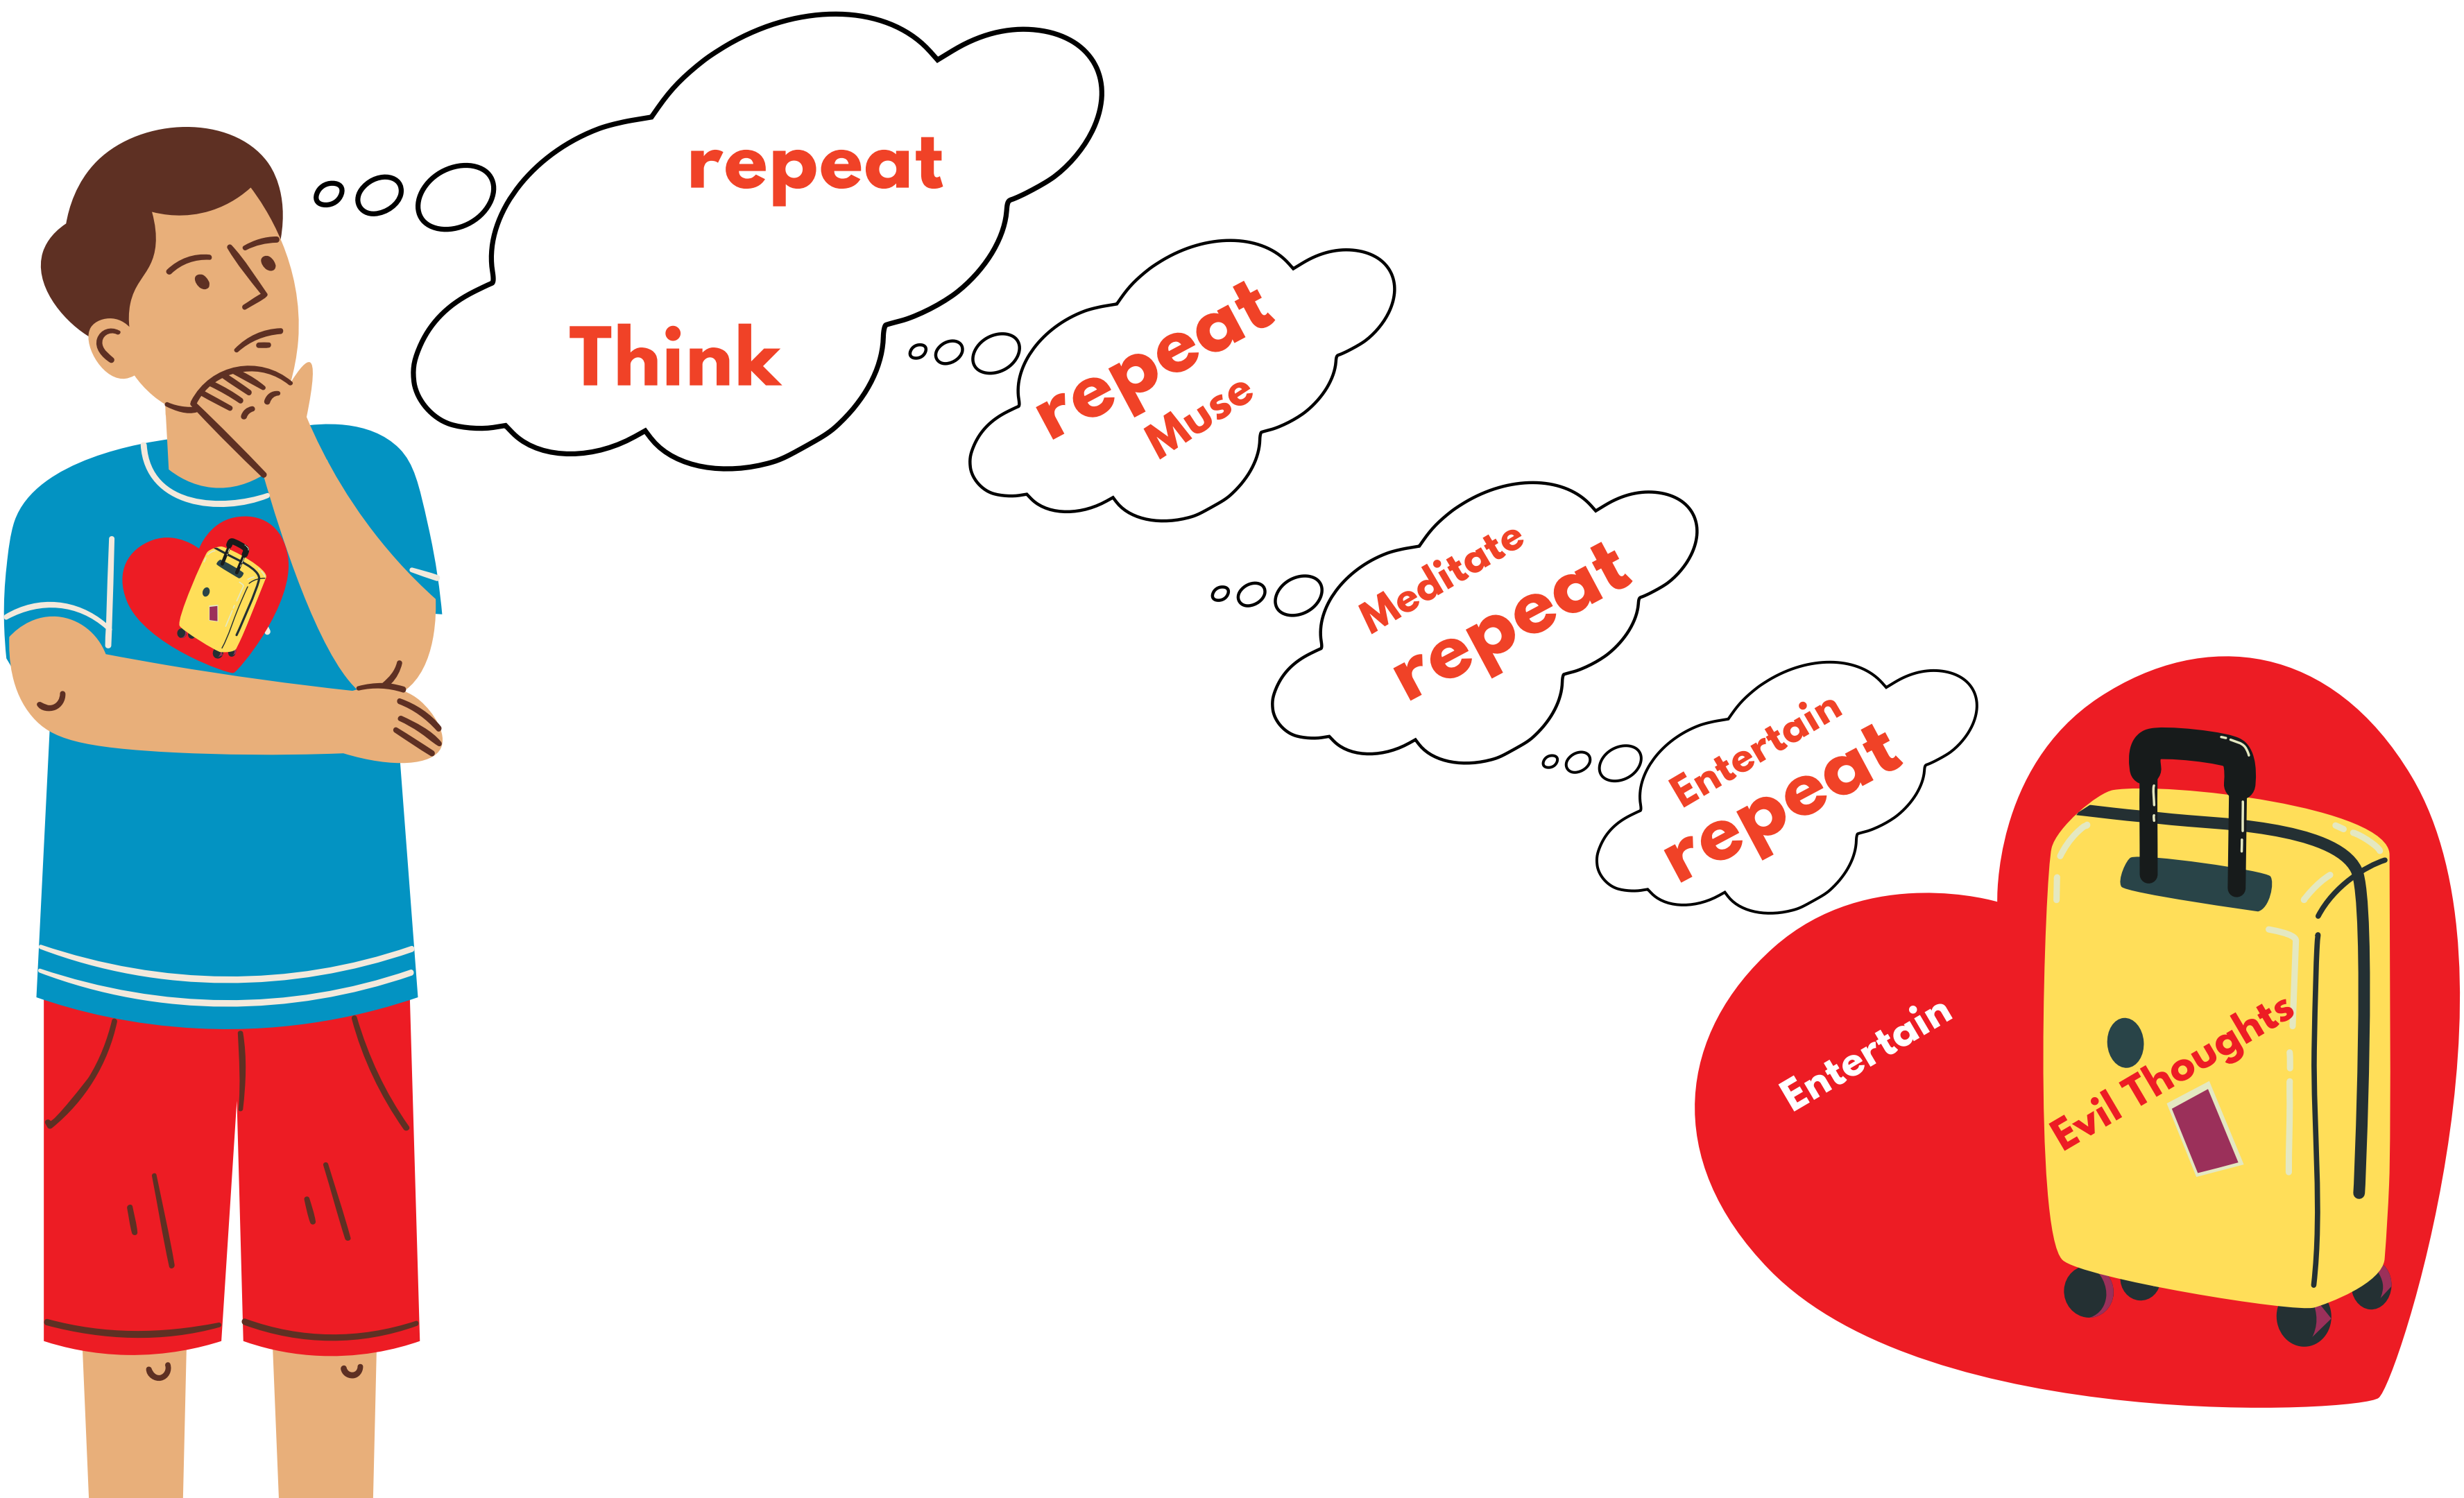 repeat
Think
repeat
Muse
Meditate
repeat
Entertain
repeat
Entertain
Evil Thoughts